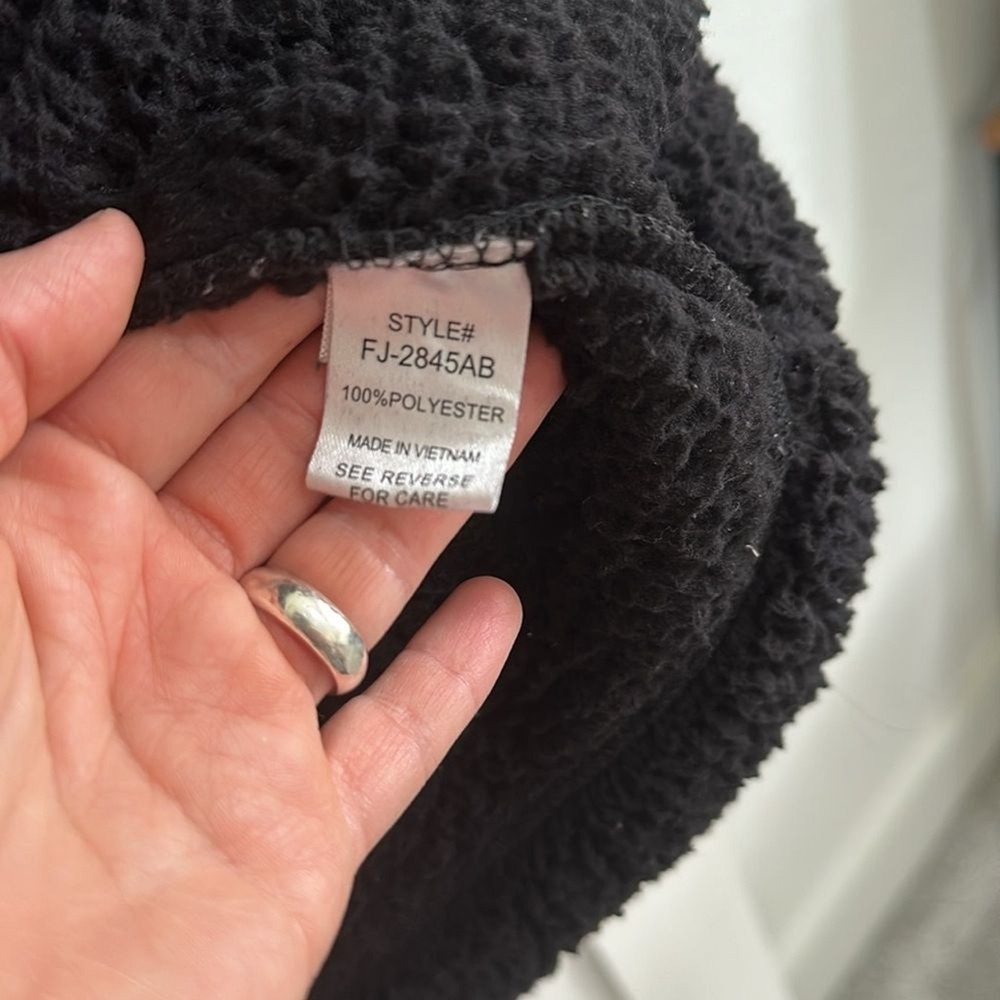 STYLE#
FJ-2845AB
100%POLYESTER
MADE IN VIETNAM
SEE REVERSE
FOR CARE